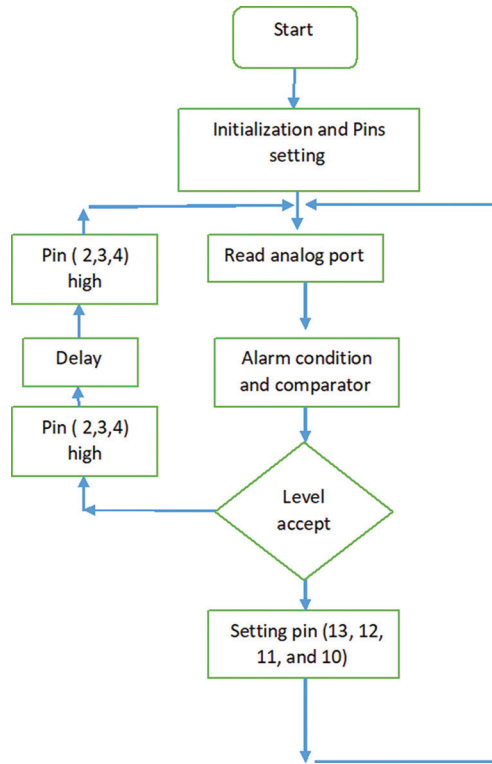 Start
Initialization and Pins
setting
Pin ( 2,3,4)
high
Read analog port
Delay
Alarm condition
and comparator
Pin ( 2,3,4)
high
Level
accept
Setting pin (13, 12,
11, and 10)